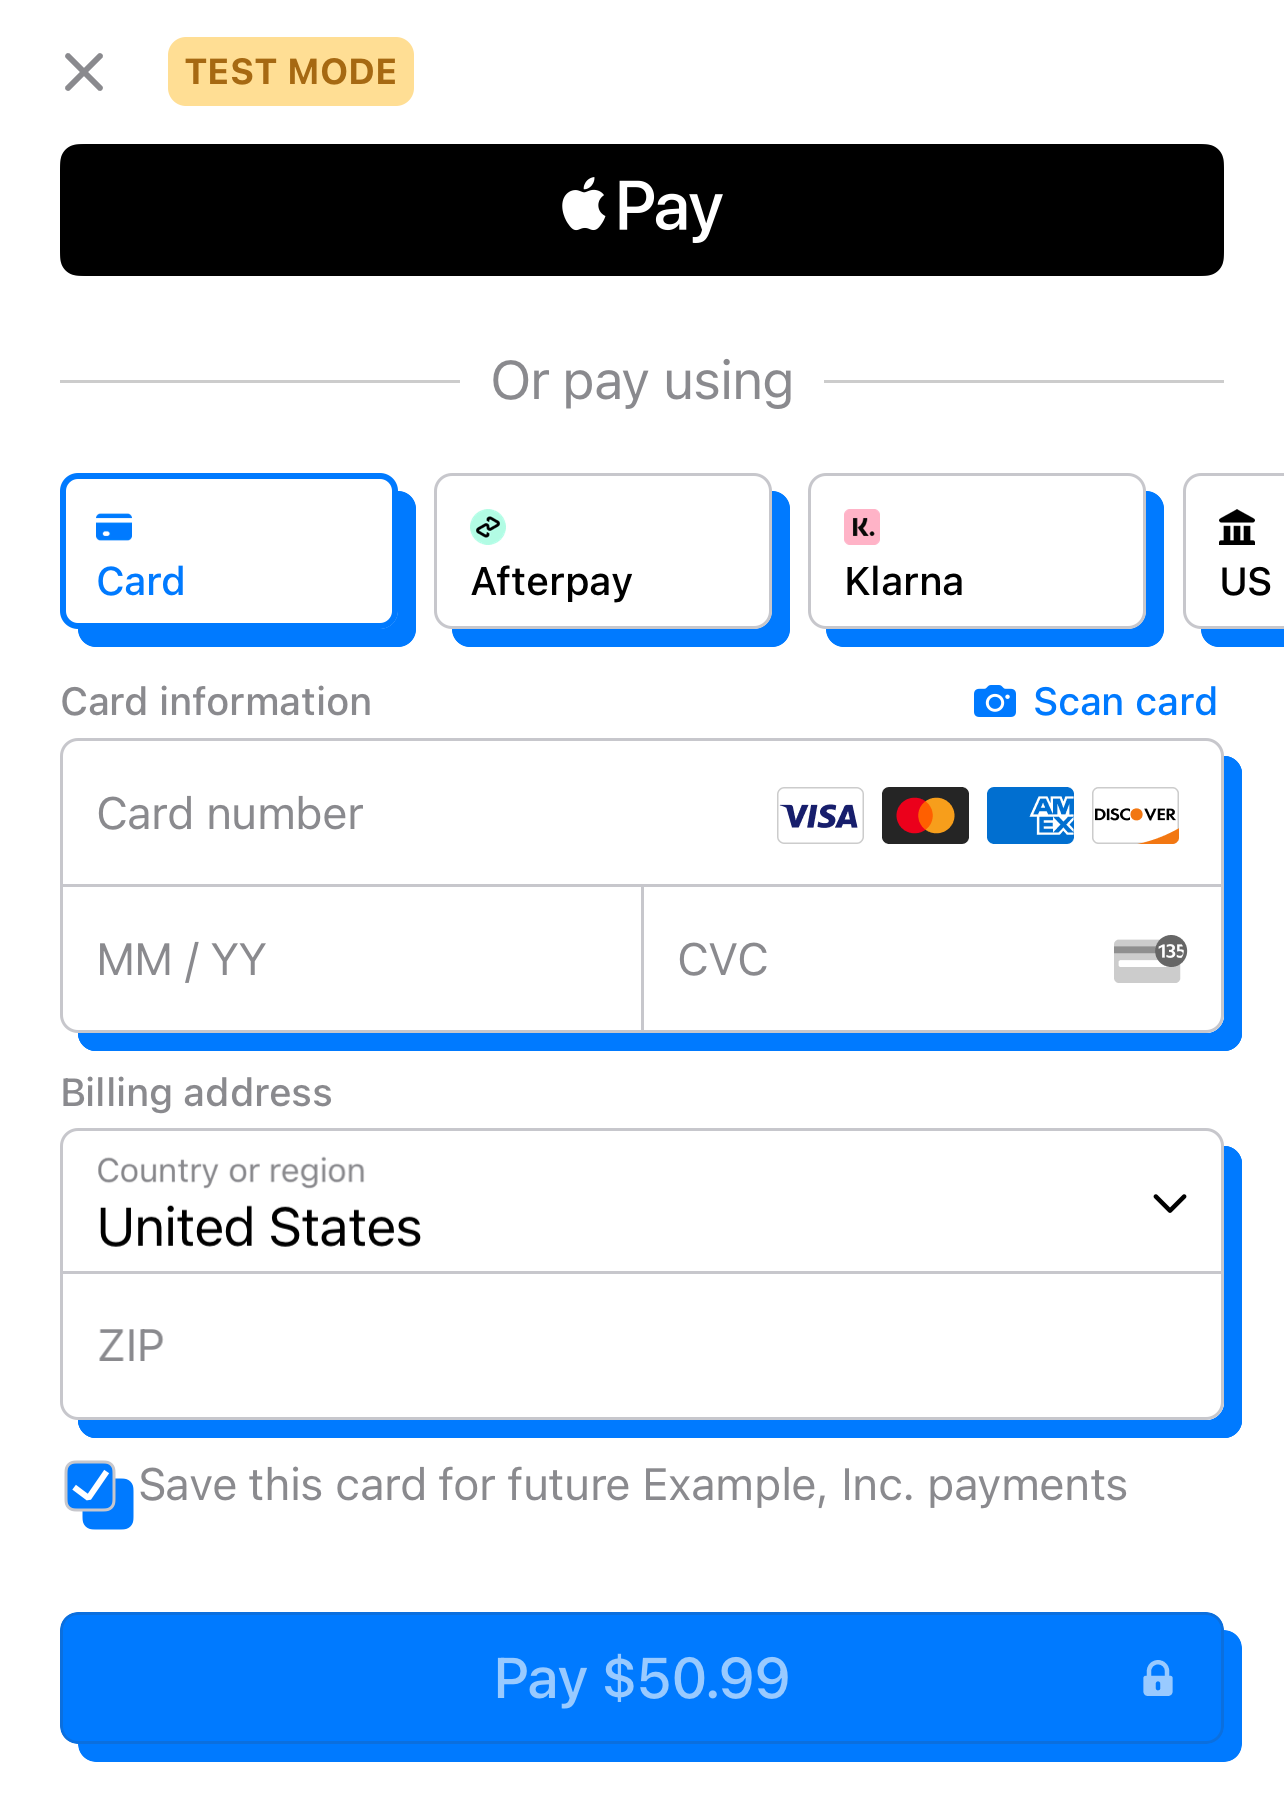 TEST MODE
Pay
Or pay using
Card
Afterpay
K.
Klarna
US
Card information
Scan card
Card number
VISA
AM
EX
DISCOVER
MM / YY
CVC
135
Billing address
Country or region
United States
ZIP
Save this card for future Example, Inc. payments
Pay $50.99